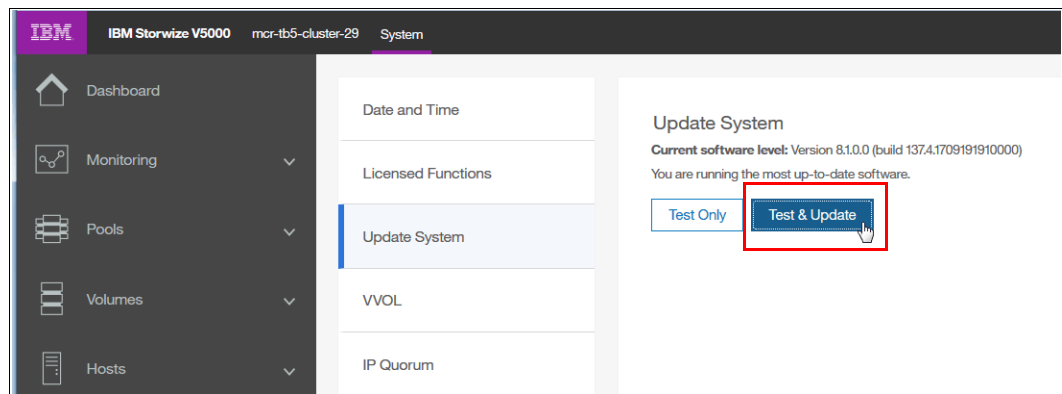 IBM IBM Storwize V5000 mcr-tb5-cluster-29 System
Dashboard
Monitoring
Pools
Volumes
Hosts
Date and Time
Licensed Functions
Update System
VVOL
IP Quorum
Update System
Current software level: Version 8.1.0.0 (build 137.4.1709191910000)
You are running the most up-to-date software.
Test Only Test & Update